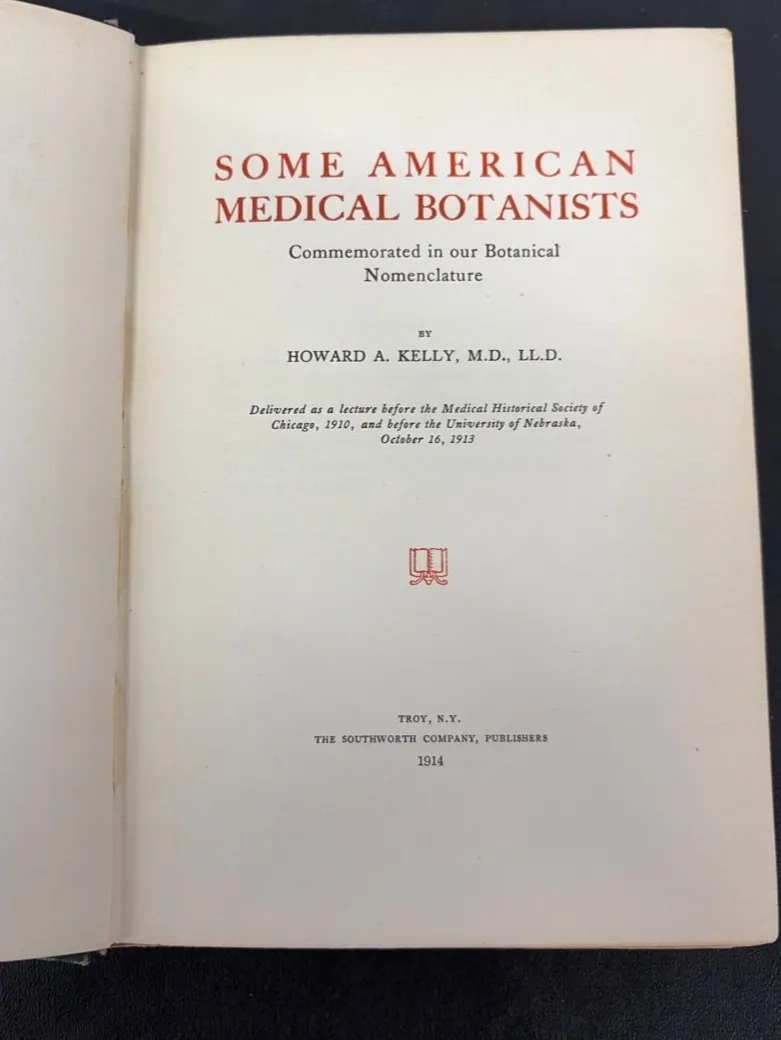 SOME AMERICAN
MEDICAL BOTANISTS
Commemorated in our Botanical
Nomenclature
BY
HOWARD A. KELLY, M.D., LL.D.
Delivered as a lecture before the Medical Historical Society of
Chicago, 1910, and before the University of Nebraska,
October 16, 1913
TROY, N.Y.
THE SOUTHWORTH COMPANY, PUBLISHERS
1914